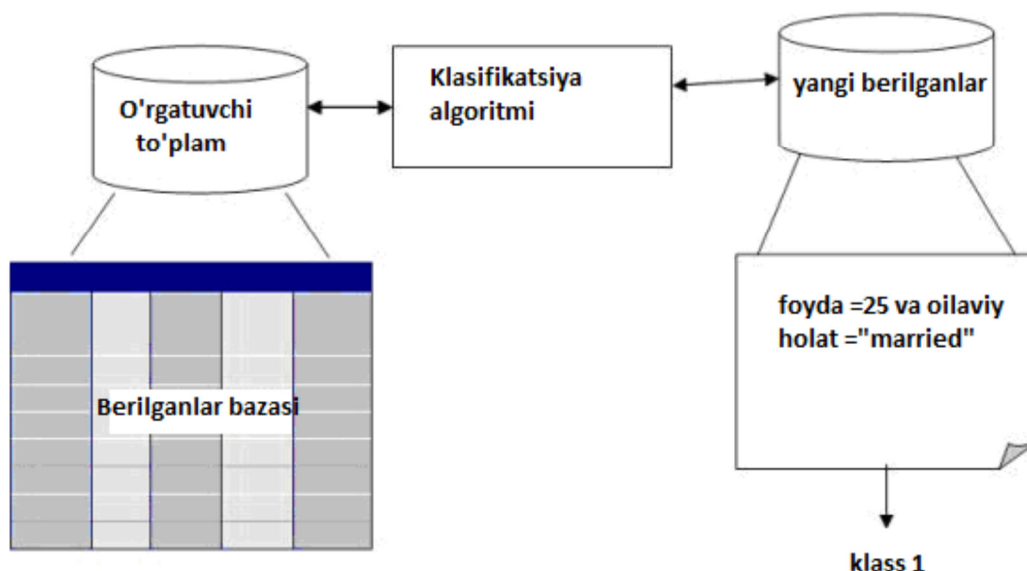 O'rgatuvchi
to'plam
Klasifikatsiya
algoritmi
yangi berilganlar
Berilganlar bazasi
foyda =25 va oilaviy
holat ="married"
klass 1